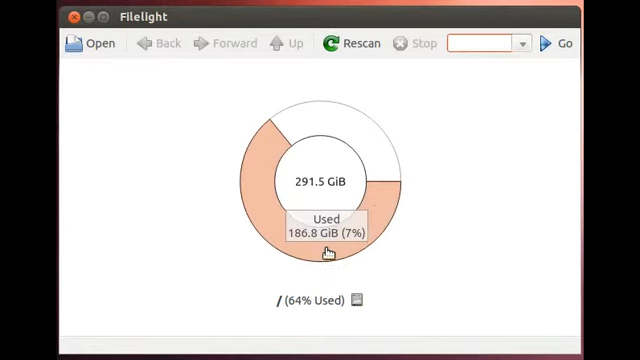 Filelight
Open Back Forward Up Rescan Stop Go
291.5 GiB
Used
186.8 GiB (7%)
/ (64% Used)